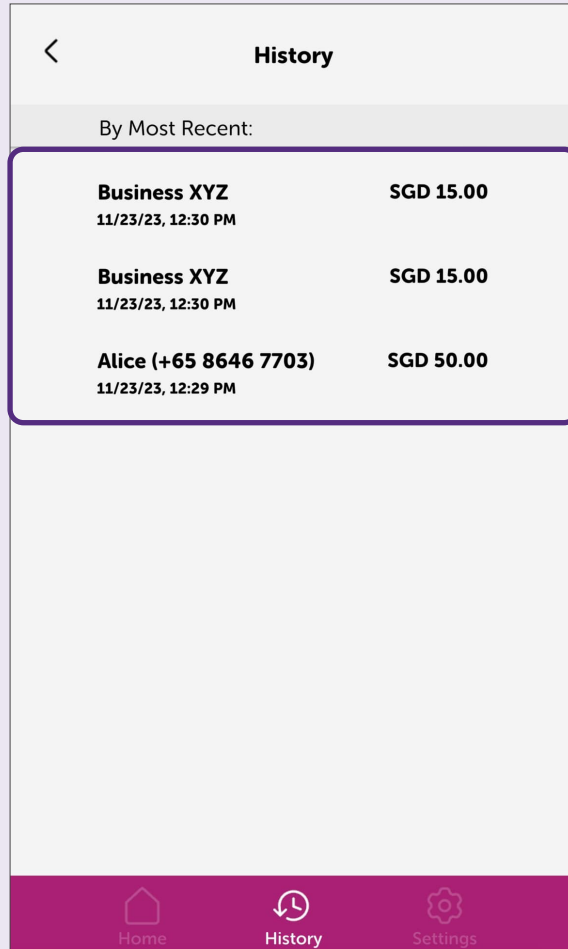 History
By Most Recent:
Business XYZ SGD 15.00
11/23/23, 12:30 PM
Business XYZ SGD 15.00
11/23/23, 12:30 PM
Alice (+65 8646 7703) SGD 50.00
11/23/23, 12:29 PM
Home History Settings